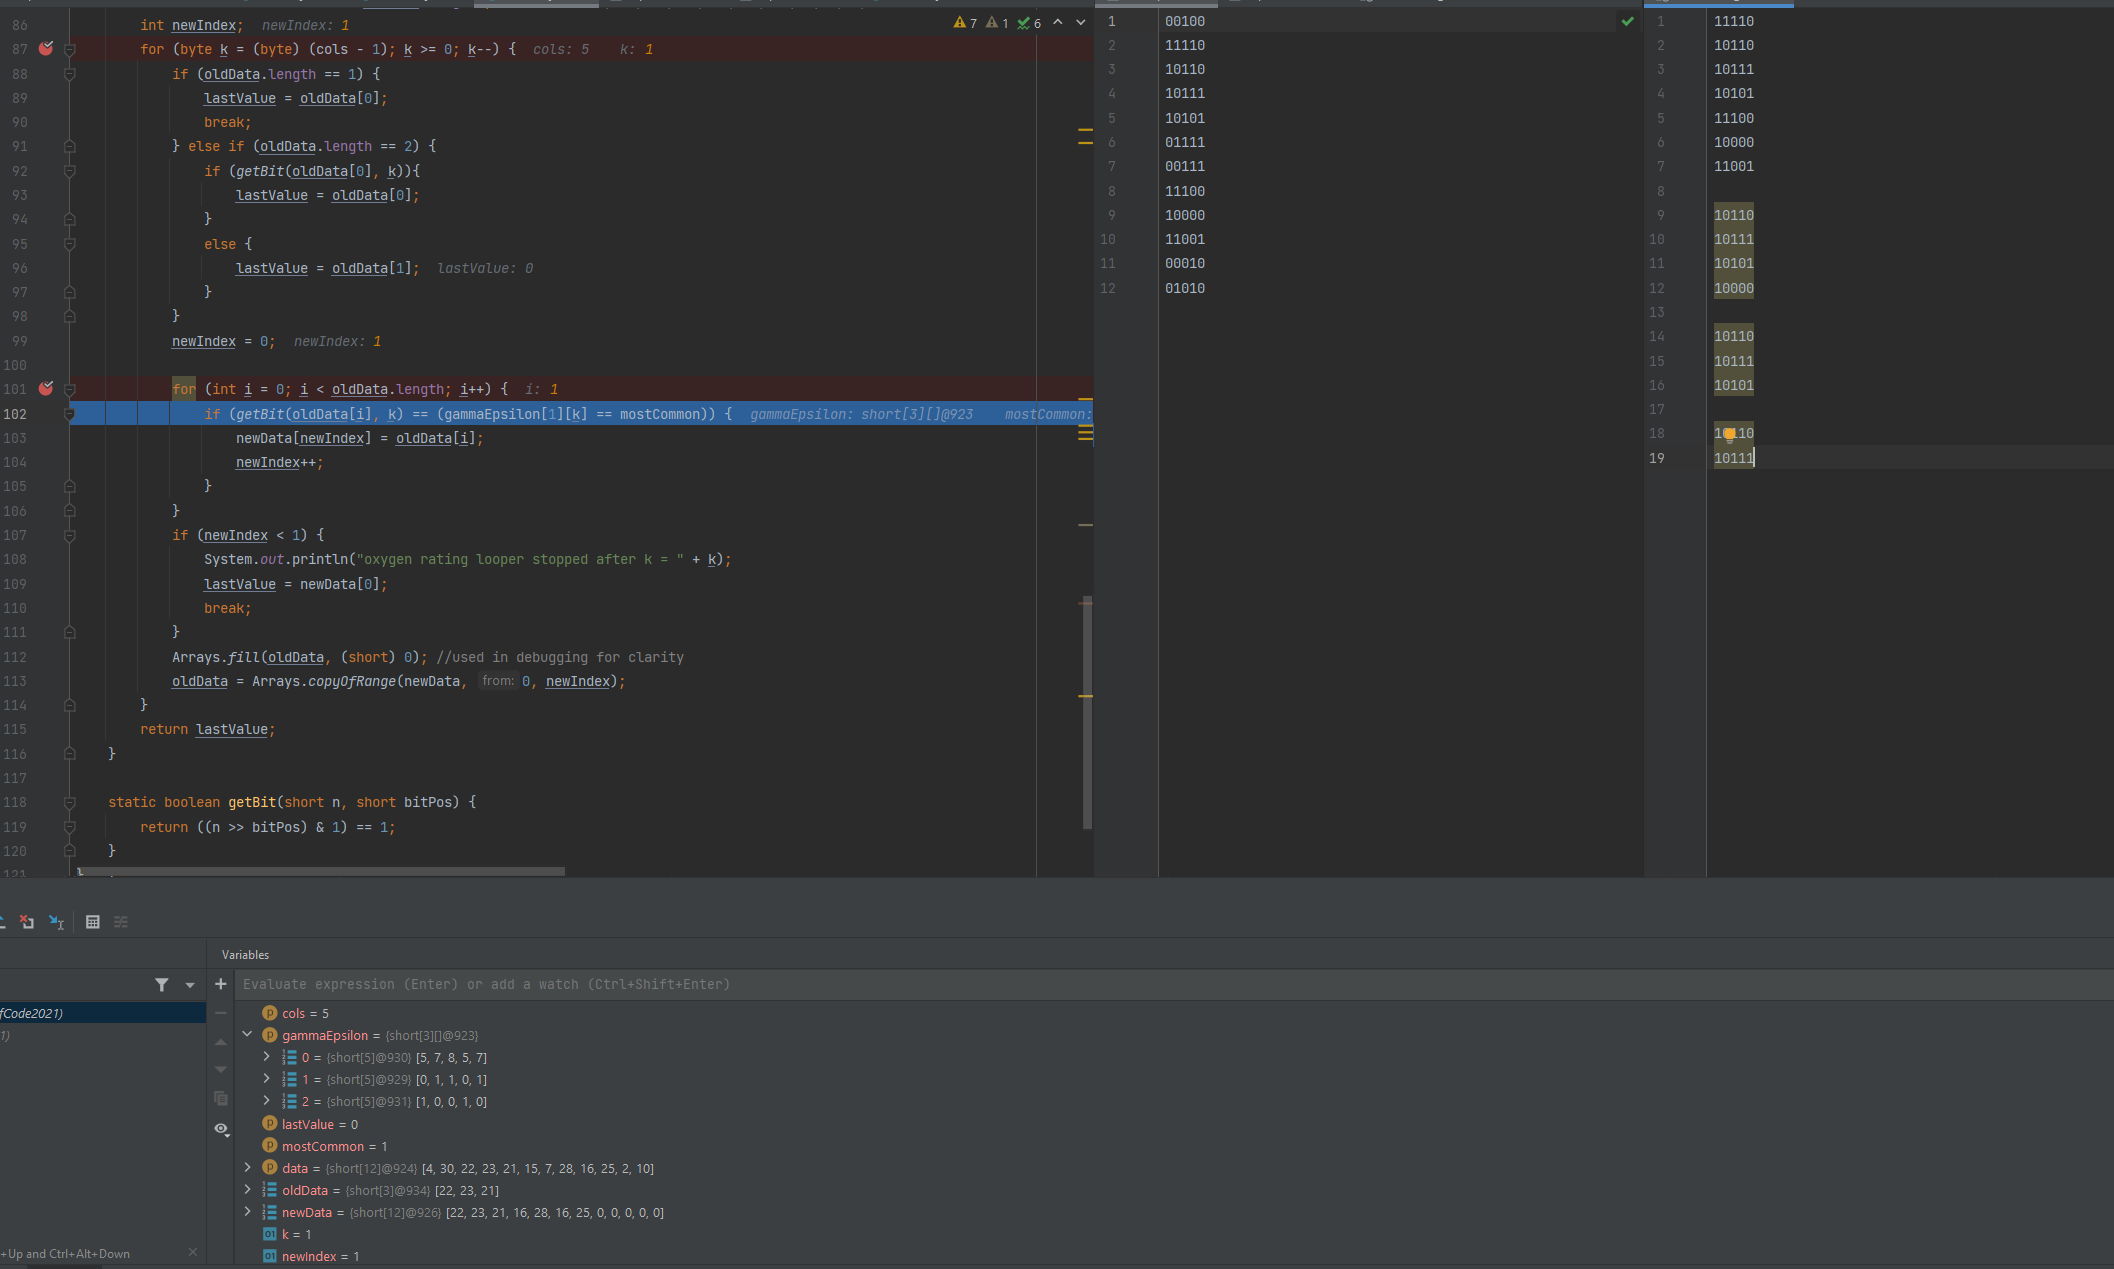 86 int newIndex; newIndex: 1
7 1 6
87 for (byte k = (byte) (cols - 1); k >= 0; k--) { cols: 5 k: 1
88 if (oldData.length == 1) {
89 lastValue = oldData[0];
90 break;
91 } else if (oldData.length == 2) {
92 if (getBit(oldData[0], k)){
93 lastValue = oldData[0];
94 }
95 else {
96 lastValue = oldData[1]; lastValue: 0
97 }
98 }
99 newIndex = 0; newIndex: 1
100
101 for (int i = 0; i < oldData.length; i++) { i: 1
102 if (getBit(oldData[i], k) == (gammaEpsilon[1][k] == mostCommon)) { gammaEpsilon: short[3][]@923 mostCommon:
103 newData[newIndex] = oldData[i];
104 newIndex++;
105 }
106 }
107 if (newIndex < 1) {
108 System.out.println("oxygen rating looper stopped after k = " + k);
109 lastValue = newData[0];
110 break;
111 }
112 Arrays.fill(oldData, (short) 0); //used in debugging for clarity
113 oldData = Arrays.copyOfRange(newData, from: 0, newIndex);
114 }
115 return lastValue;
116 }
117
118 static boolean getBit(short n, short bitPos) {
119 return ((n >> bitPos) & 1) == 1;
120 }
121
1 00100
2 11110
3 10110
4 10111
5 10101
6 01111
7 00111
8 11100
9 10000
10 11001
11 00010
12 01010
1 11110
2 10110
3 10111
4 10101
5 11100
6 10000
7 11001
8
9 10110
10 10111
11 10101
12 10000
13
14 10110
15 10111
16 10101
17
18 10110
19 10111
Variables
Evaluate expression (Enter) or add a watch (Ctrl+Shift+Enter)
fCode2021)
1)
cols = 5
gammaEpsilon = {short[3][]@923}
0 = {short[5]@930} [5, 7, 8, 5, 7]
1 = {short[5]@929} [0, 1, 1, 0, 1]
2 = {short[5]@931} [1, 0, 0, 1, 0]
lastValue = 0
mostCommon = 1
data = {short[12]@924} [4, 30, 22, 23, 21, 15, 7, 28, 16, 25, 2, 10]
oldData = {short[3]@934} [22, 23, 21]
newData = {short[12]@926} [22, 23, 21, 16, 28, 16, 25, 0, 0, 0, 0, 0]
k = 1
newIndex = 1
+Up and Ctrl+Alt+Down